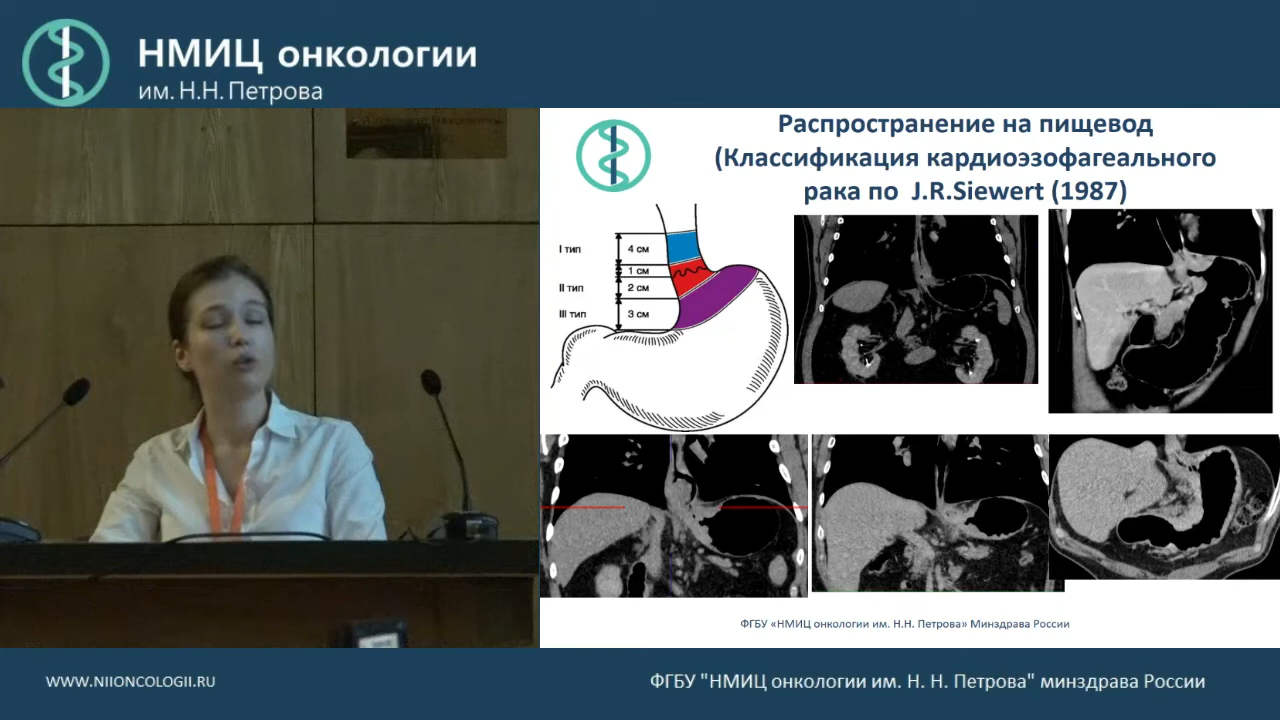 НМИЦ онкологии
им. Н.Н. Петрова
Распространение на пищевод
(Классификация кардиоэзофагеального
рака по J.R.Siewert (1987)
I тип
4 см
1 см
II тип
2 см
III тип
3 см
ФГБУ «НМИЦ онкологии им. Н.Н. Петрова» Минздрава России
WWW.NIIONCOLOGII.RU
ФГБУ "НМИЦ онкологии им. Н. Н. Петрова" минздрава России